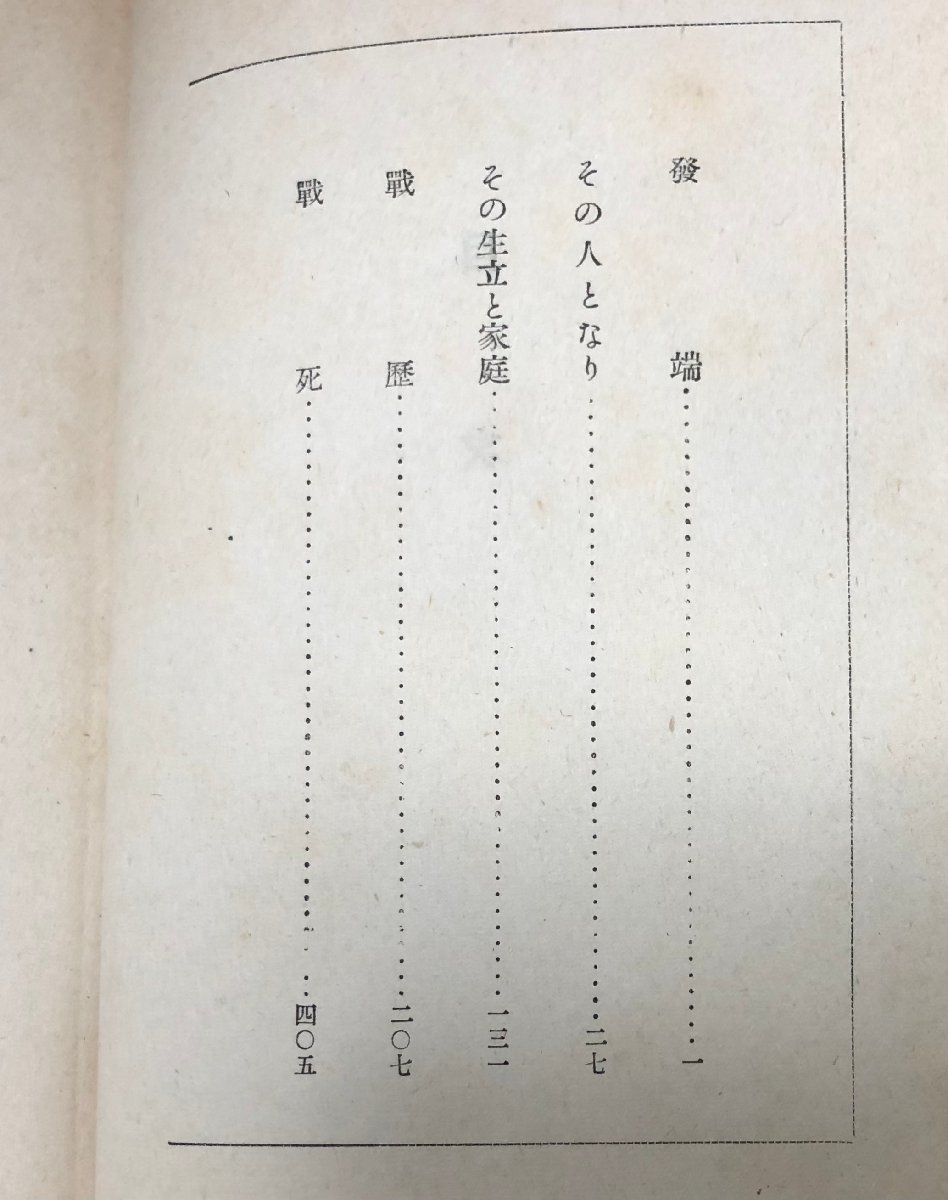 發端……一
その人となり……二七
その生立と家庭……一三一
戰歷……二〇七
戰死……四〇五